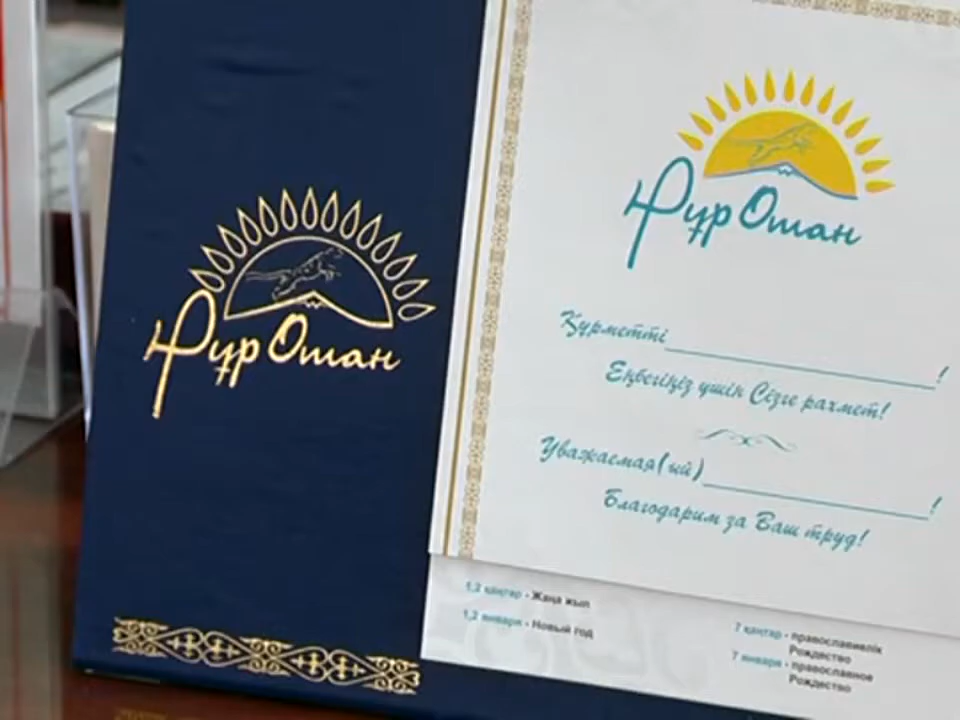 Нұр Отан
Нұр Отан
Құрметті!
Еңбегіңіз үшін Сізге рахмет!
Уважаемая(ый)!
Благодарим за Ваш труд!
1,2 қаңтар - Жаңа жыл
1,2 января - Новый год
7 қаңтар - православиелік
Рождество
7 января - православное
Рождество